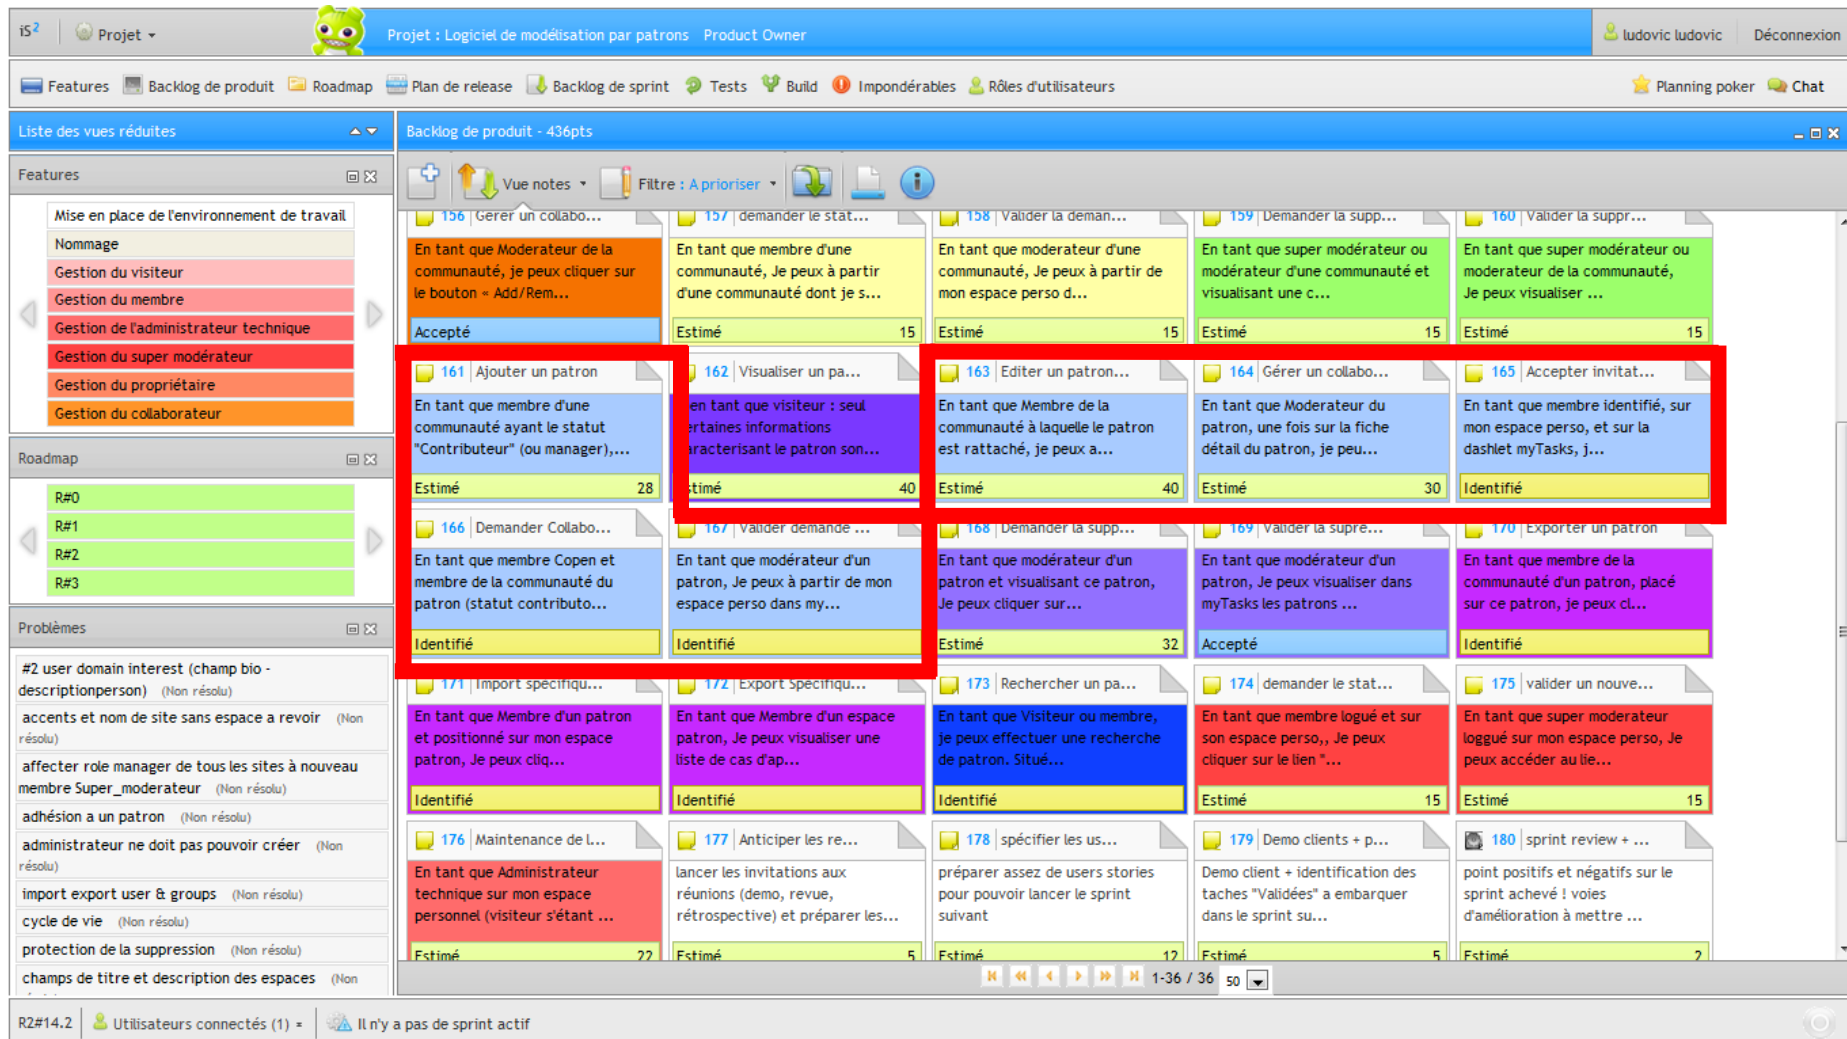 iS²
Projet
Projet : Logiciel de modélisation par patrons Product Owner
ludovic ludovic
Déconnexion
Features
Backlog de produit
Roadmap
Plan de release
Backlog de sprint
Tests
Build
Impondérables
Rôles d'utilisateurs
Planning poker
Chat
Liste des vues réduites
Features
Mise en place de l'environnement de travail
Nommage
Gestion du visiteur
Gestion du membre
Gestion de l'administrateur technique
Gestion du super modérateur
Gestion du propriétaire
Gestion du collaborateur
Roadmap
R#0
R#1
R#2
R#3
Problèmes
#2 user domain interest (champ bio -
descriptionperson) (Non résolu)
accents et nom de site sans espace a revoir (Non
résolu)
affecter role manager de tous les sites à nouveau
membre Super_moderateur (Non résolu)
adhésion a un patron (Non résolu)
administrateur ne doit pas pouvoir créer (Non
résolu)
import export user & groups (Non résolu)
cycle de vie (Non résolu)
protection de la suppression (Non résolu)
champs de titre et description des espaces (Non
Backlog de produit - 436pts
Vue notes
Filtre : A prioriser
156 Gérer un collabo...
En tant que Moderateur de la
communauté, je peux cliquer sur
le bouton « Add/Rem...
Accepté
157 demander le stat...
En tant que membre d'une
communauté, Je peux à partir
d'une communauté dont je s...
Estimé 15
158 Valider la deman...
En tant que moderateur d'une
communauté, Je peux à partir de
mon espace perso d...
Estimé 15
159 Demander la supp...
En tant que super modérateur ou
modérateur d'une communauté et
visualisant une c...
Estimé 15
160 Valider la suppr...
En tant que super modérateur ou
moderateur de la communauté,
Je peux visualiser ...
Estimé 15
161 Ajouter un patron
En tant que membre d'une
communauté ayant le statut
"Contributeur" (ou manager),...
Estimé 28
162 Visualiser un pa...
en tant que visiteur : seul
ertaines informations
aracterisant le patron son...
stimé 40
163 Editer un patron...
En tant que Membre de la
communauté à laquelle le patron
est rattaché, je peux a...
Estimé 40
164 Gérer un collabo...
En tant que Moderateur du
patron, une fois sur la fiche
détail du patron, je peu...
Estimé 30
165 Accepter invitat...
En tant que membre identifié, sur
mon espace perso, et sur la
dashlet myTasks, j...
Identifié
166 Demander Collabo...
En tant que membre Copen et
membre de la communauté du
patron (statut contributo...
Identifié
167 Valider demande ...
En tant que modérateur d'un
patron, Je peux à partir de mon
espace perso dans my...
Identifié
168 Demander la supp...
En tant que modérateur d'un
patron et visualisant ce patron,
Je peux cliquer sur...
Estimé 32
169 Valider la supre...
En tant que modérateur d'un
patron, Je peux visualiser dans
myTasks les patrons ...
Accepté
170 Exporter un patron
En tant que membre de la
communauté d'un patron, placé
sur ce patron, je peux cl...
Identifié
171 Import spécifiqu...
En tant que Membre d'un patron
et positionné sur mon espace
patron, Je peux cliq...
Identifié
172 Export Spécifiqu...
En tant que Membre d'un espace
patron, Je peux visualiser une
liste de cas d'ap...
Identifié
173 Rechercher un pa...
En tant que Visiteur ou membre,
je peux effectuer une recherche
de patron. Situé...
Identifié
174 demander le stat...
En tant que membre logué et sur
son espace perso,, Je peux
cliquer sur le lien "...
Estimé 15
175 valider un nouve...
En tant que super moderateur
loggué sur mon espace perso, Je
peux accéder au lie...
Estimé 15
176 Maintenance de l...
En tant que Administrateur
technique sur mon espace
personnel (visiteur s'étant ...
Estimé 22
177 Anticiper les re...
lancer les invitations aux
réunions (demo, revue,
rétrospective) et préparer les...
Estimé 5
178 spécifier les us...
préparer assez de users stories
pour pouvoir lancer le sprint
suivant
Estimé 12
179 Demo clients + p...
Demo client + identification des
taches "Validées" a embarquer
dans le sprint su...
Estimé 5
180 sprint review + ...
point positifs et négatifs sur le
sprint achevé ! voies
d'amélioration à mettre ...
Estimé 2
1-36 / 36 50
R2#14.2
Utilisateurs connectés (1)
Il n'y a pas de sprint actif